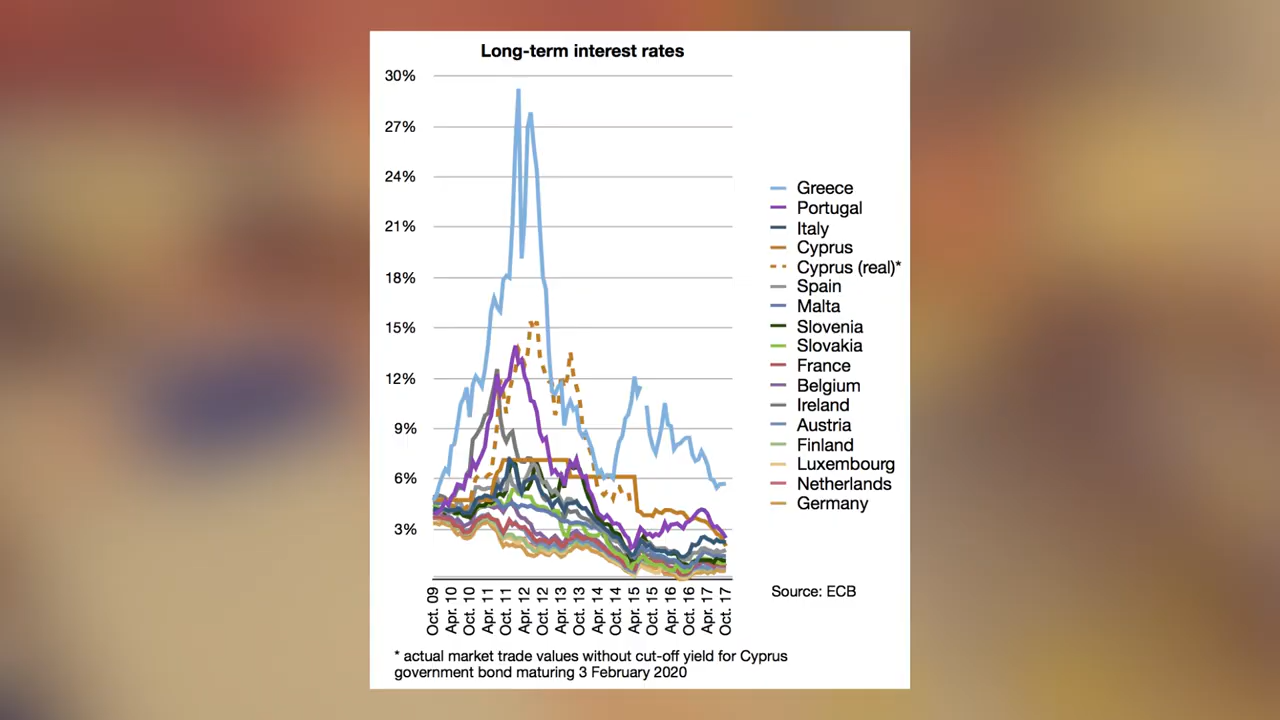 Long-term interest rates
30%
27%
24%
21%
18%
15%
12%
9%
6%
3%
Oct. 09
Apr. 10
Oct. 10
Apr. 11
Oct. 11
Apr. 12
Oct. 12
Apr. 13
Oct. 13
Apr. 14
Oct. 14
Apr. 15
Oct. 15
Apr. 16
Oct. 16
Apr. 17
Oct. 17
Greece
Portugal
Italy
Cyprus
Cyprus (real)*
Spain
Malta
Slovenia
Slovakia
France
Belgium
Ireland
Austria
Finland
Luxembourg
Netherlands
Germany
Source: ECB
* actual market trade values without cut-off yield for Cyprus
government bond maturing 3 February 2020